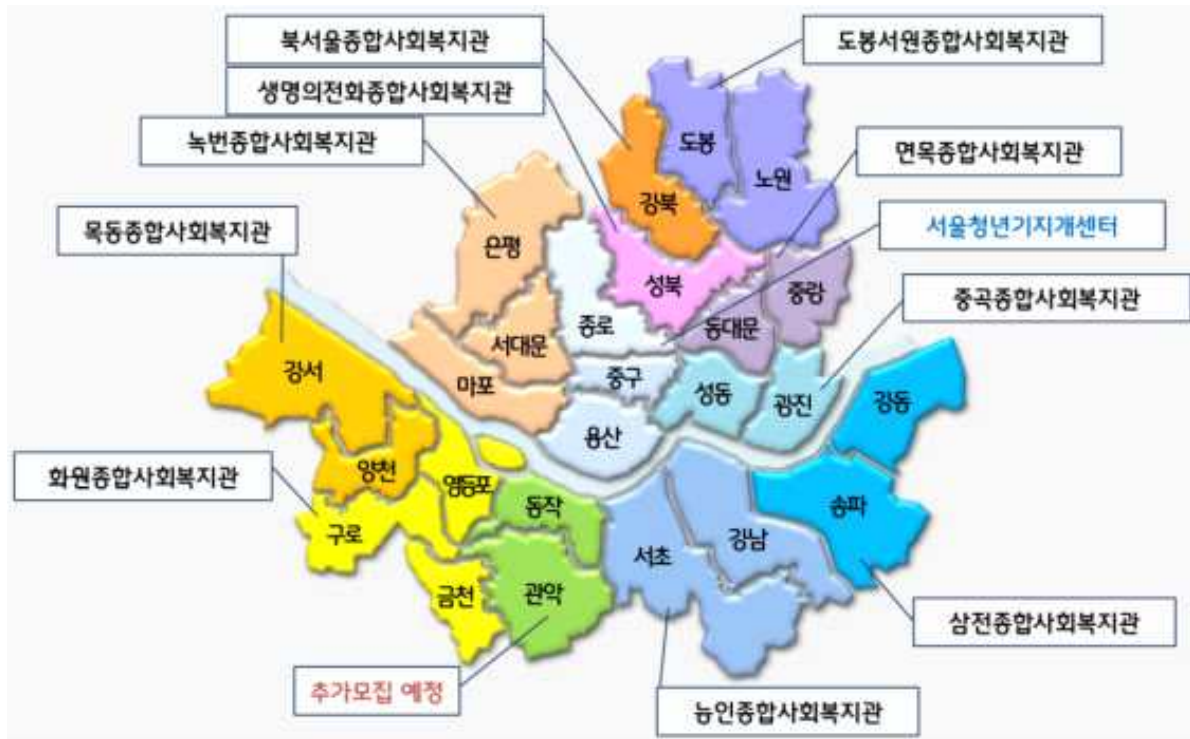 북서울종합사회복지관
도봉서원종합사회복지관
생명의전화종합사회복지관
녹번종합사회복지관
면목종합사회복지관
목동종합사회복지관
서울청년기지개센터
중곡종합사회복지관
화원종합사회복지관
삼전종합사회복지관
추가모집 예정
능인종합사회복지관
도봉
노원
강북
은평
성북
중랑
종로
동대문
서대문
강서
마포
중구
성동
광진
강동
용산
양천
영등포
동작
송파
구로
서초
강남
금천
관악